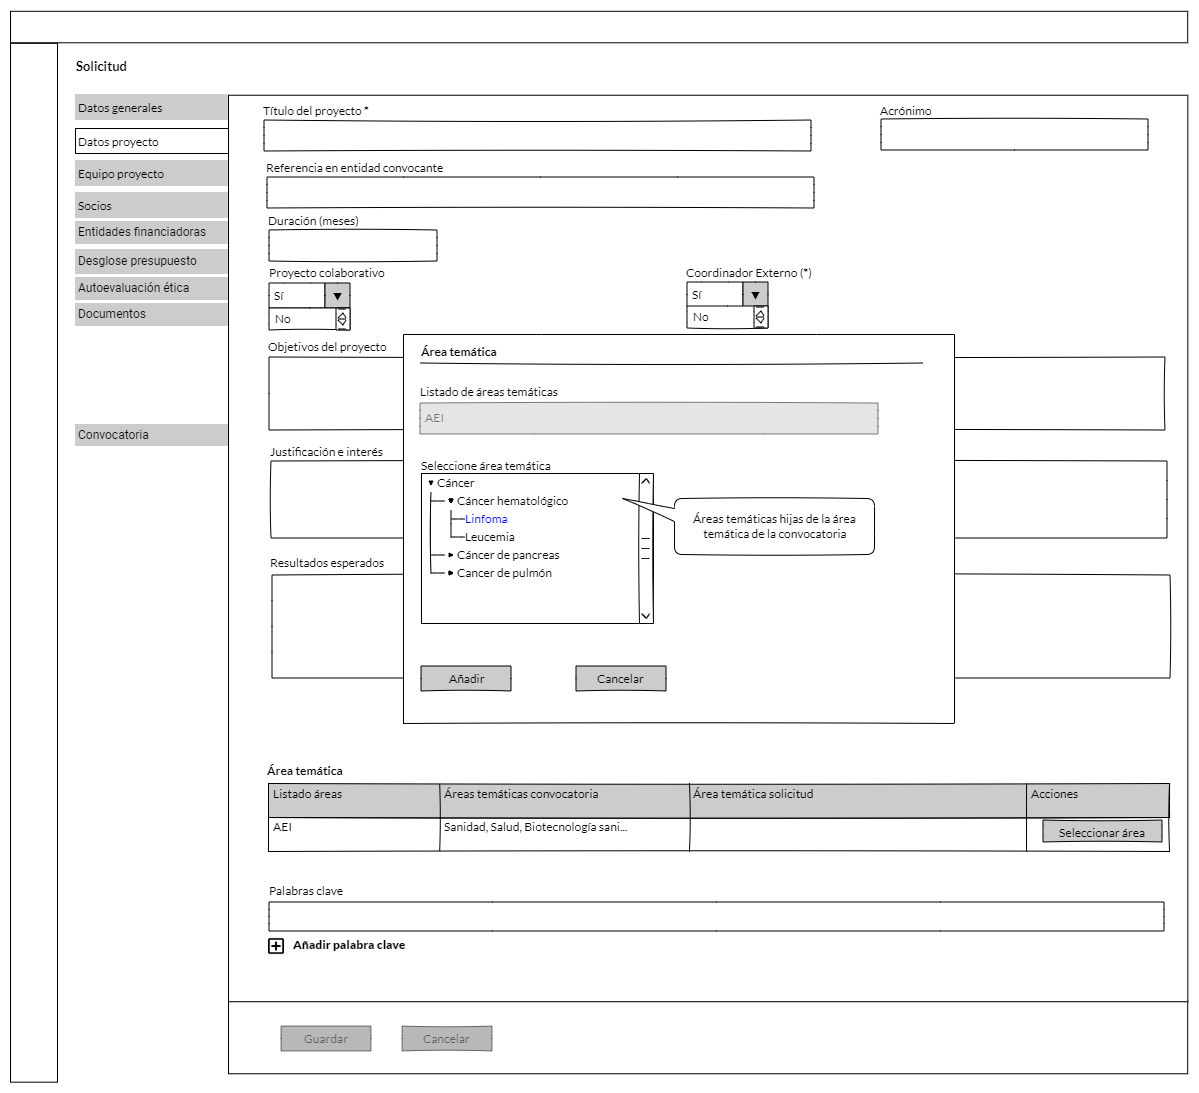 Solicitud
Datos generales
Datos proyecto
Equipo proyecto
Socios
Entidades financiadoras
Desglose presupuesto
Autoevaluación ética
Documentos
Convocatoria
Título del proyecto *
Acrónimo
Referencia en entidad convocante
Duración (meses)
Proyecto colaborativo
Sí
No
Coordinador Externo (*)
Sí
No
Objetivos del proyecto
Justificación e interés
Resultados esperados
Área temática
Listado de áreas temáticas
AEI
Seleccione área temática
Cáncer
Cáncer hematológico
Linfoma
Leucemia
Cáncer de pancreas
Cancer de pulmón
Áreas temáticas hijas de la área
temática de la convocatoria
Añadir
Cancelar
Área temática
Listado áreas
Áreas temáticas convocatoria
Área temática solicitud
Acciones
AEI
Sanidad, Salud, Biotecnología sani...
Seleccionar área
Palabras clave
Añadir palabra clave
Guardar
Cancelar